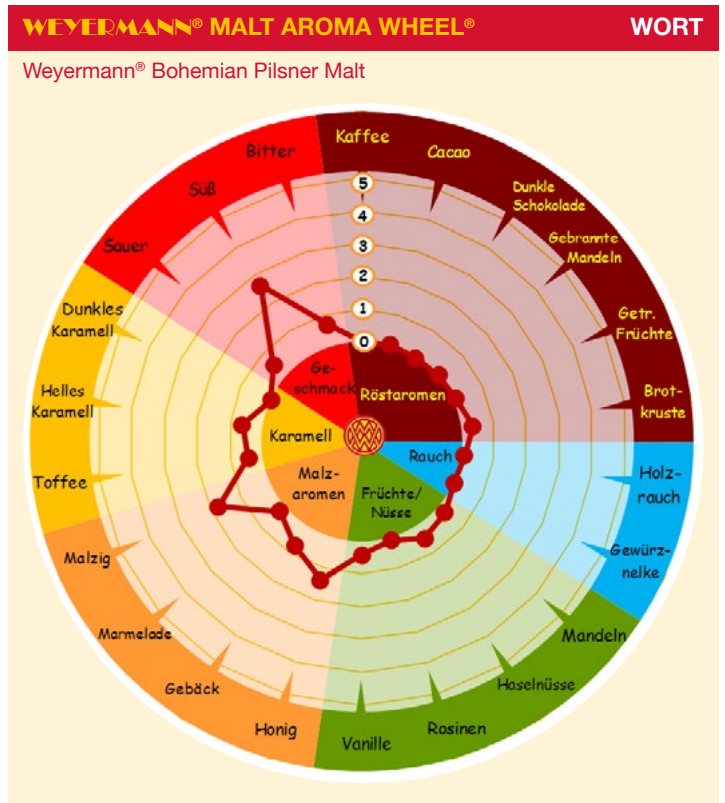 WEYERMANN® MALT AROMA WHEEL® WORT
Weyermann® Bohemian Pilsner Malt
Kaffee
Cacao
Dunkle
Schokolade
Gebrannte
Mandeln
Getr.
Früchte
Brot-
kruste
Holz-
rauch
Gewürz-
nelke
Mandeln
Haselnüsse
Rosinen
Vanille
Honig
Gebäck
Marmelade
Malzig
Toffee
Helles
Karamell
Dunkles
Karamell
Sauer
Süß
Bitter
5
4
3
2
1
0
Ge-
schmack
Röstaromen
Rauch
Früchte/
Nüsse
Malz-
aromen
Karamell